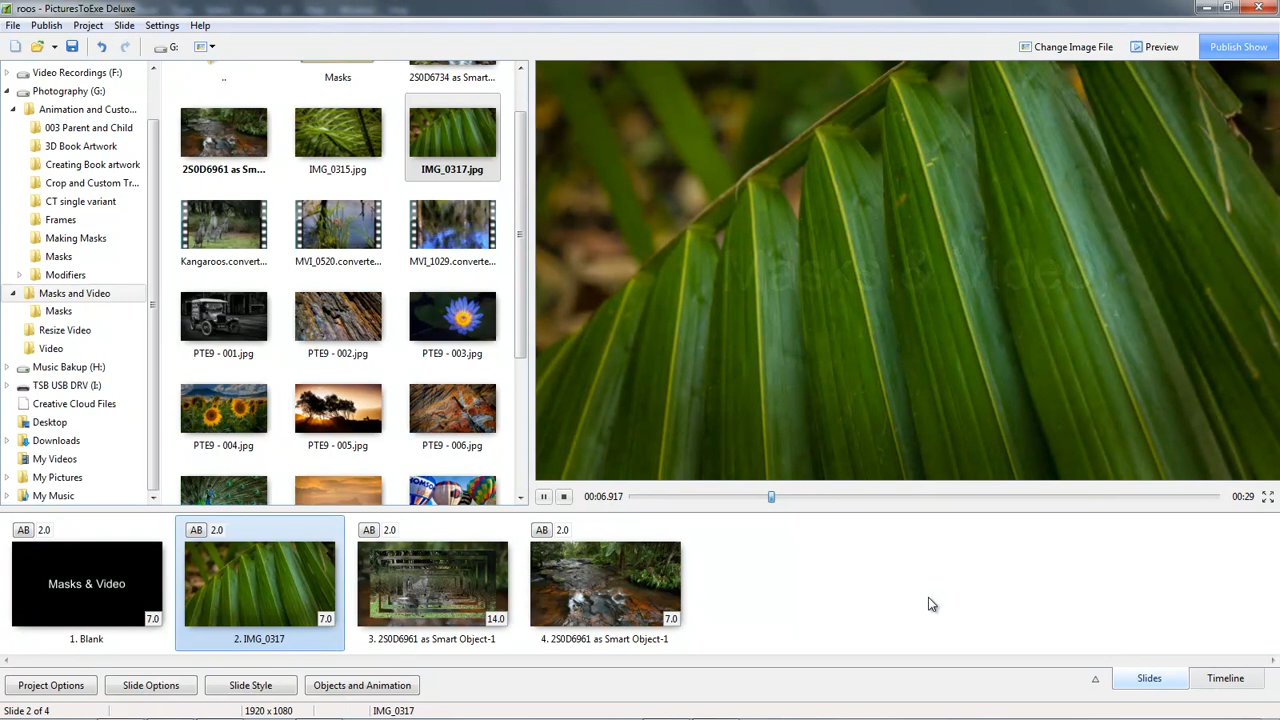 roos - PicturesToExe Deluxe
File Publish Project Slide Settings Help
G: Change Image File Preview Publish Show
Video Recordings (F:)
Photography (G:)
Animation and Custo...
003 Parent and Child
3D Book Artwork
Creating Book artwork
Crop and Custom Tr...
CT single variant
Frames
Making Masks
Masks
Modifiers
Masks and Video
Masks
Resize Video
Video
Music Bakup (H:)
TSB USB DRV (I:)
Creative Cloud Files
Desktop
Downloads
My Videos
My Pictures
My Music
.. Masks 2S0D6734 as Smart...
2S0D6961 as Sm... IMG_0315.jpg IMG_0317.jpg
Kangaroos.convert... MVI_0520.converte... MVI_1029.converte...
PTE9 - 001.jpg PTE9 - 002.jpg PTE9 - 003.jpg
PTE9 - 004.jpg PTE9 - 005.jpg PTE9 - 006.jpg
Masks & Video
00:06.917 00:29
AB 2.0 AB 2.0 AB 2.0 AB 2.0
Masks & Video
7.0 7.0 14.0 7.0
1. Blank 2. IMG_0317 3. 2S0D6961 as Smart Object-1 4. 2S0D6961 as Smart Object-1
Project Options Slide Options Slide Style Objects and Animation Slides Timeline
Slide 2 of 4 1920 x 1080 IMG_0317